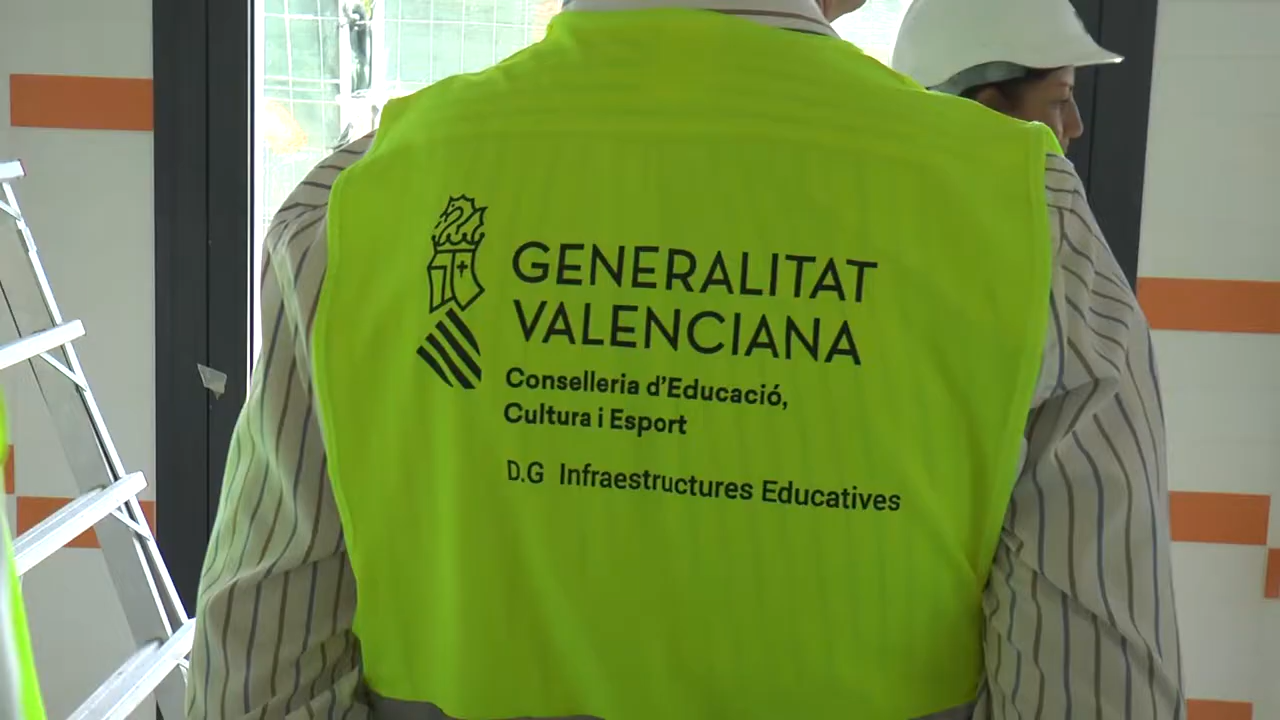 GENERALITAT
VALENCIANA
Conselleria d'Educació,
Cultura i Esport
D.G Infraestructures Educatives